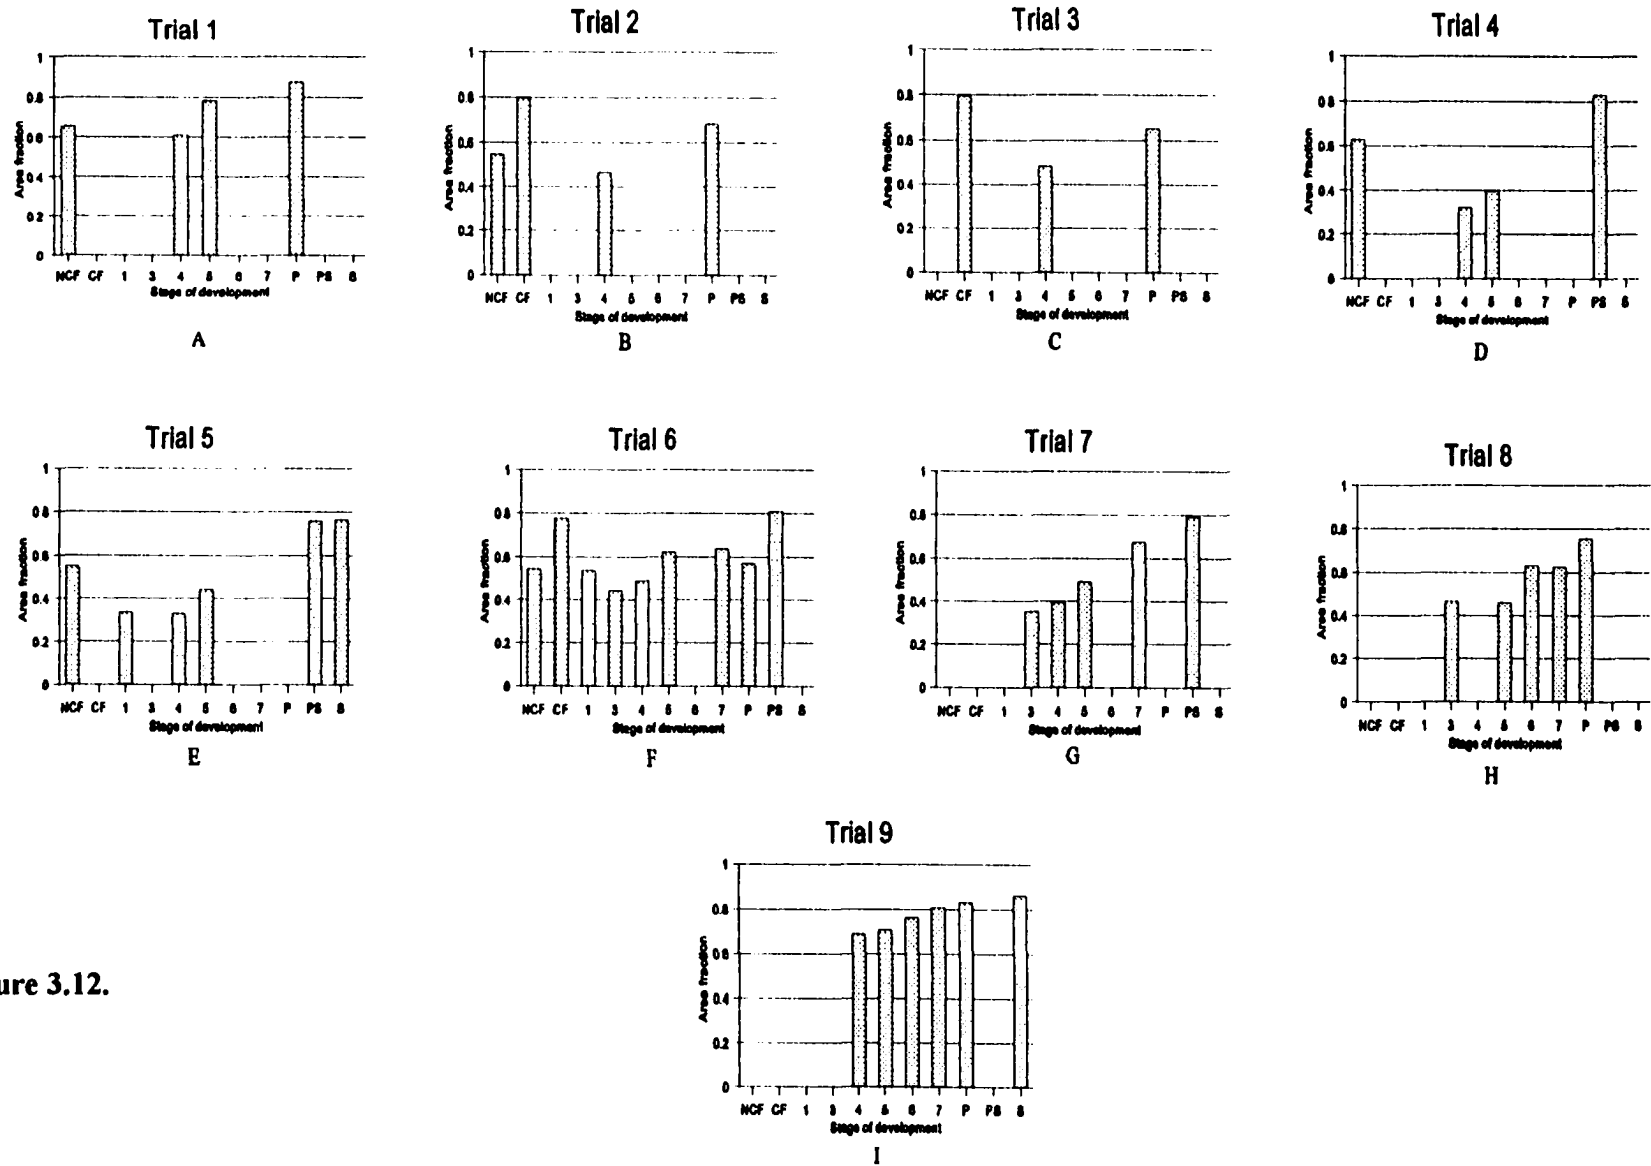 Trial 1
1
0.8
0.6
0.4
0.2
0
Area fraction
NCF CF 1 3 4 5 6 7 P PS S
Stage of development
A
Trial 2
1
0.8
0.6
0.4
0.2
0
Area fraction
NCF CF 1 3 4 5 6 7 P PS S
Stage of development
B
Trial 3
1
0.8
0.6
0.4
0.2
0
Area fraction
NCF CF 1 3 4 5 6 7 P PS S
Stage of development
C
Trial 4
1
0.8
0.6
0.4
0.2
0
Area fraction
NCF CF 1 3 4 5 6 7 P PS S
Stage of development
D
Trial 5
1
0.8
0.6
0.4
0.2
0
Area fraction
NCF CF 1 3 4 5 6 7 P PS S
Stage of development
E
Trial 6
1
0.8
0.6
0.4
0.2
0
Area fraction
NCF CF 1 3 4 5 6 7 P PS S
Stage of development
F
Trial 7
1
0.8
0.6
0.4
0.2
0
Area fraction
NCF CF 1 3 4 5 6 7 P PS S
Stage of development
G
Trial 8
1
0.8
0.6
0.4
0.2
0
Area fraction
NCF CF 1 3 4 5 6 7 P PS S
Stage of development
H
Trial 9
1
0.8
0.6
0.4
0.2
0
Area fraction
NCF CF 1 3 4 5 6 7 P PS S
Stage of development
I
ure 3.12.